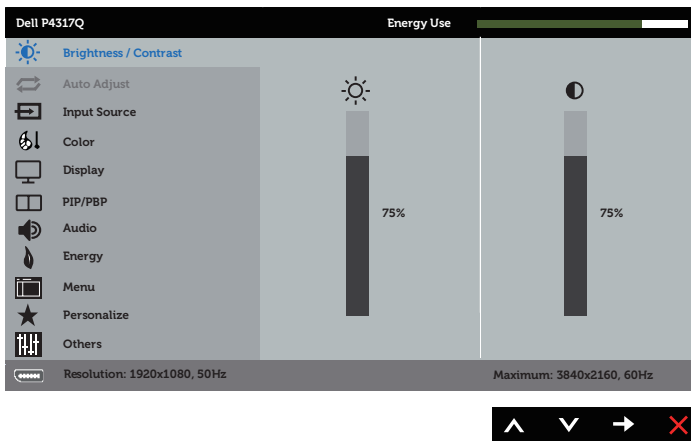 Dell P4317Q
Energy Use
Brightness / Contrast
Auto Adjust
Input Source
Color
Display
PIP/PBP
Audio
Energy
Menu
Personalize
Others
75%
75%
Resolution: 1920x1080, 50Hz
Maximum: 3840x2160, 60Hz